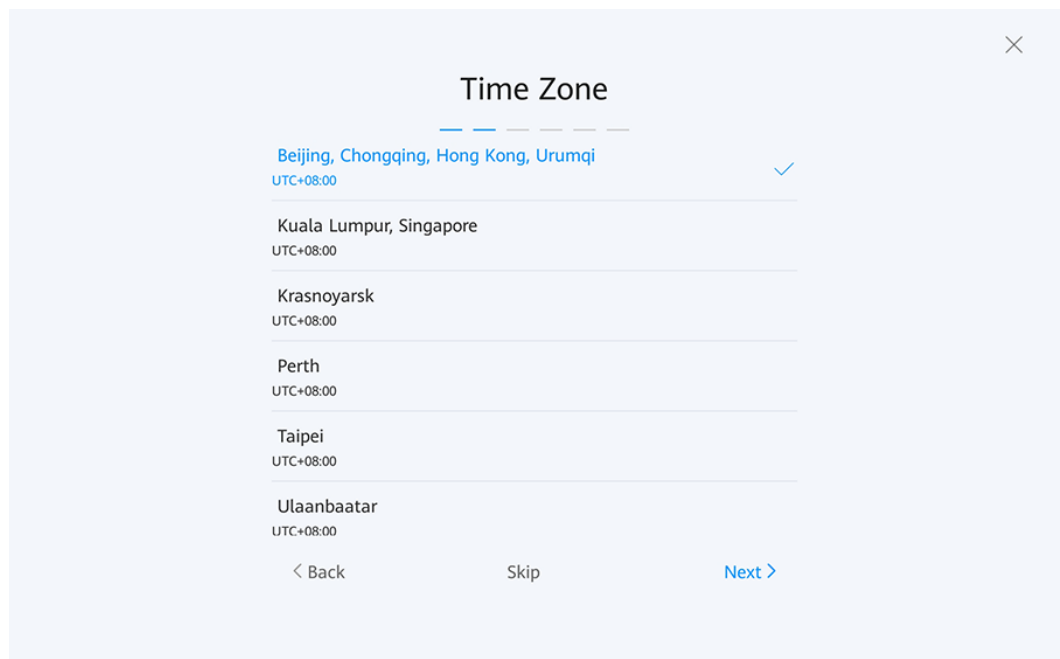 Time Zone
Beijing, Chongqing, Hong Kong, Urumqi
UTC+08:00
Kuala Lumpur, Singapore
UTC+08:00
Krasnoyarsk
UTC+08:00
Perth
UTC+08:00
Taipei
UTC+08:00
Ulaanbaatar
UTC+08:00
Back Skip Next